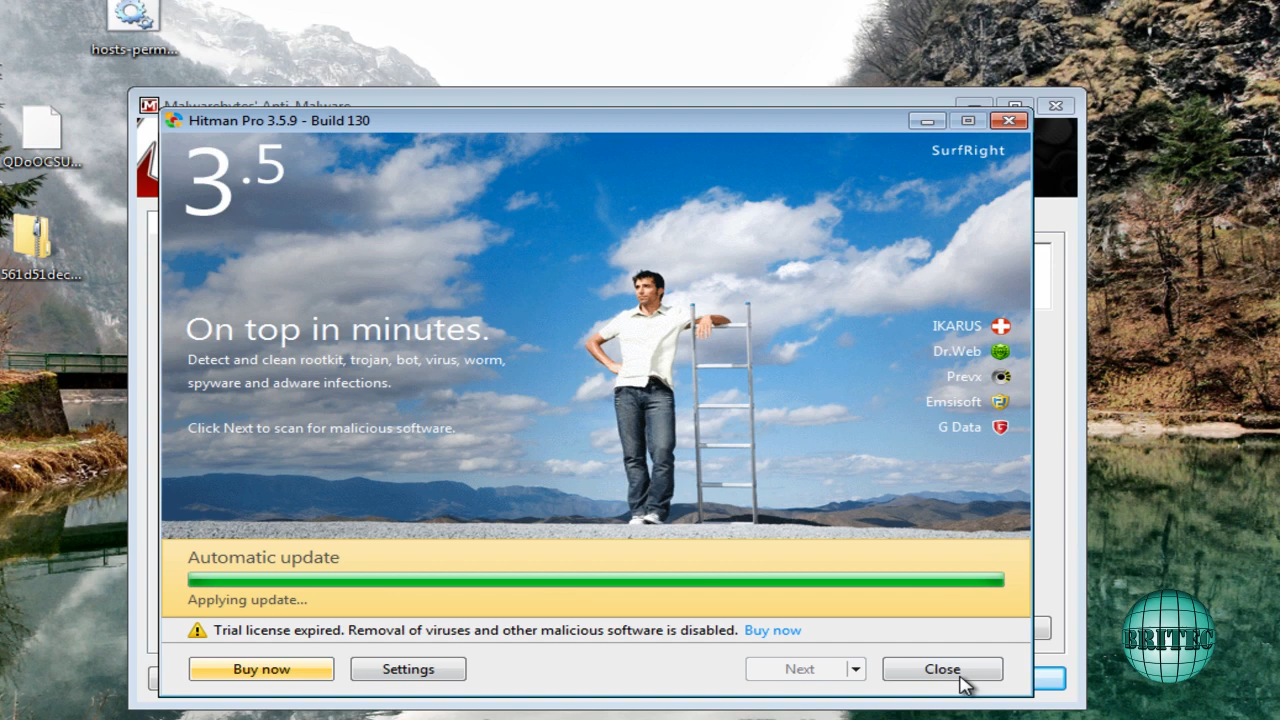 hosts-perm...
QDoOCSU...
561d51dec...
Malwarebytes' Anti-Malware
Hitman Pro 3.5.9 - Build 130
3.5
SurfRight
On top in minutes.
Detect and clean rootkit, trojan, bot, virus, worm,
spyware and adware infections.
Click Next to scan for malicious software.
IKARUS
Dr.Web
Prevx
Emsisoft
G Data
Automatic update
Applying update...
Trial license expired. Removal of viruses and other malicious software is disabled. Buy now
Buy now
Settings
Next
Close
BRITEC